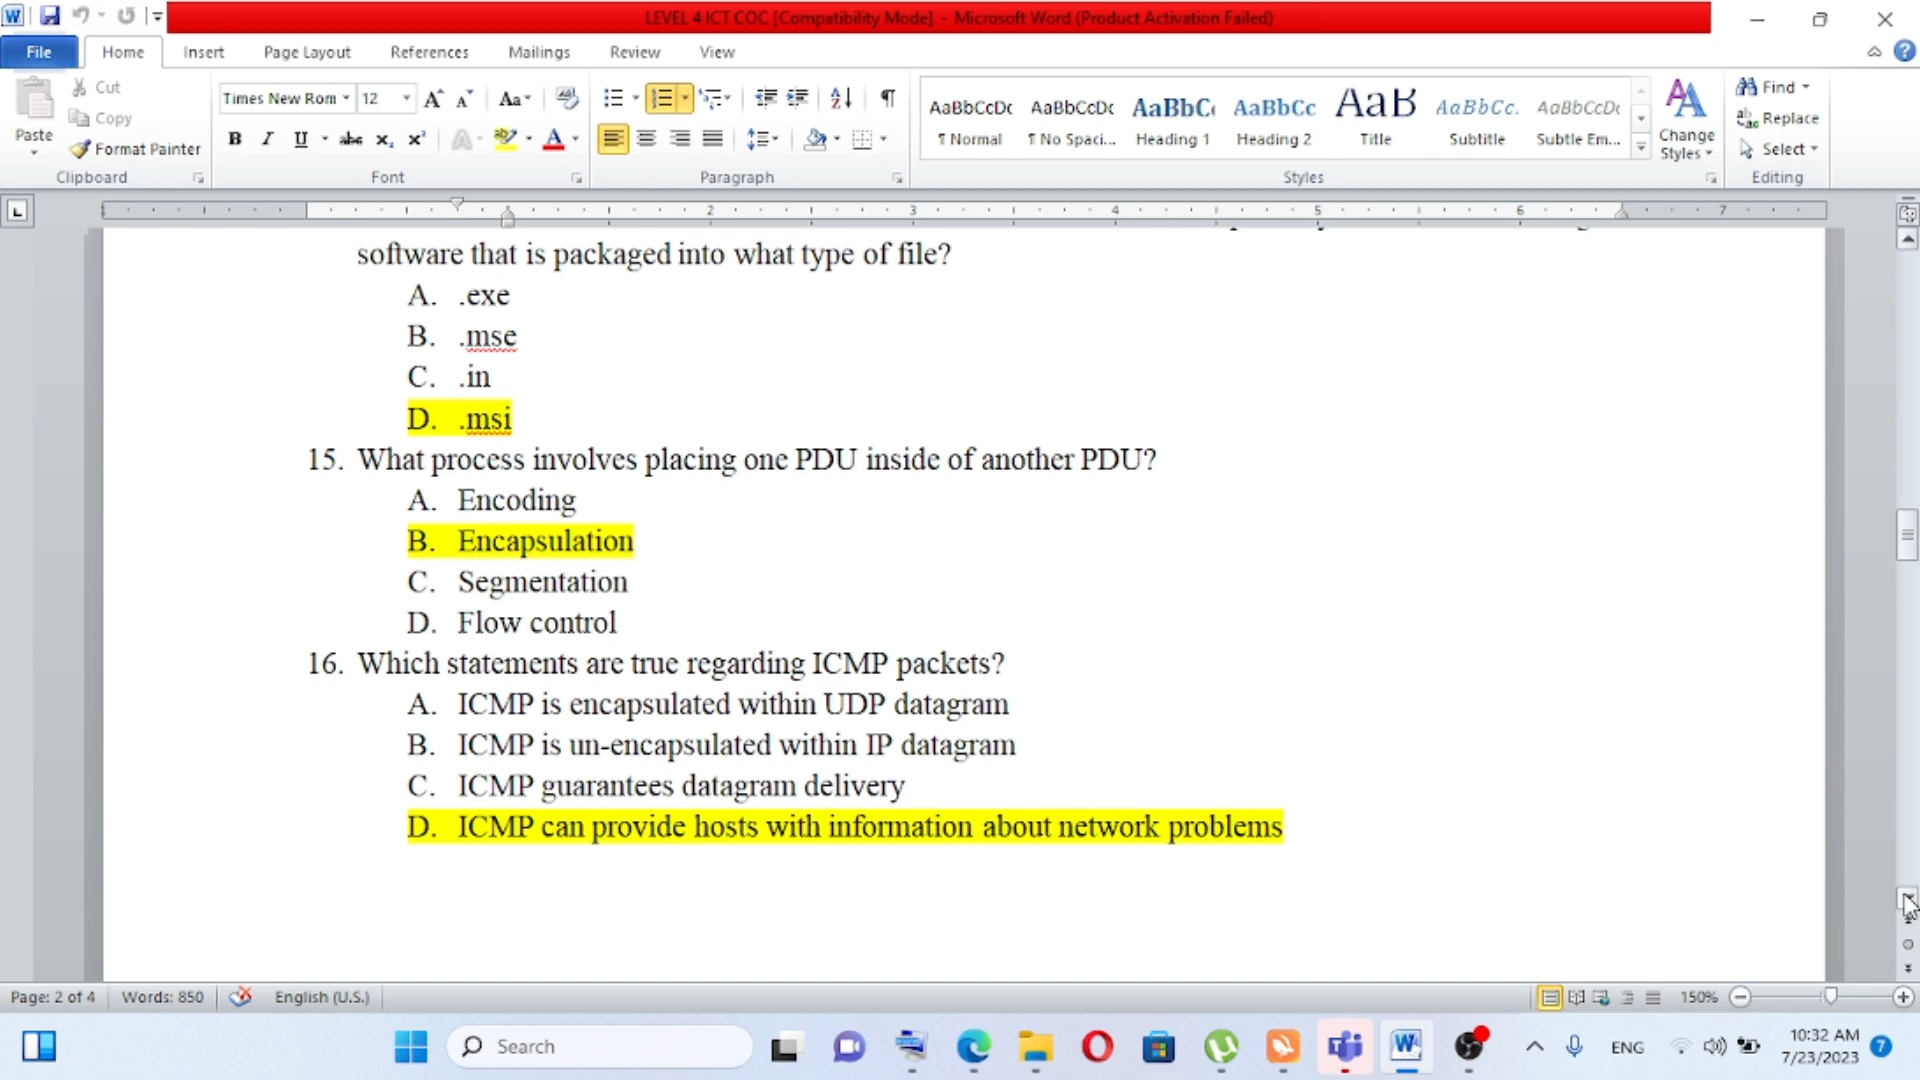 LEVEL 4 ICT COC [Compatibility Mode] - Microsoft Word (Product Activation Failed)
File Home Insert Page Layout References Mailings Review View
Paste
Cut
Copy
Format Painter
Clipboard
Times New Rom 12
Font
Paragraph
AaBbCcDc AaBbCcDc AaBbC AaBbCc AaB AaBbCc. AaBbCcDc
¶ Normal ¶ No Spaci... Heading 1 Heading 2 Title Subtitle Subtle Em...
Change Styles
Styles
Find
Replace
Select
Editing
2 3 4 5 6 7
software that is packaged into what type of file?
A. .exe
B. .mse
C. .in
D. .msi
15. What process involves placing one PDU inside of another PDU?
A. Encoding
B. Encapsulation
C. Segmentation
D. Flow control
16. Which statements are true regarding ICMP packets?
A. ICMP is encapsulated within UDP datagram
B. ICMP is un-encapsulated within IP datagram
C. ICMP guarantees datagram delivery
D. ICMP can provide hosts with information about network problems
Page: 2 of 4 Words: 850 English (U.S.) 150%
Search
ENG
10:32 AM
7/23/2023
7